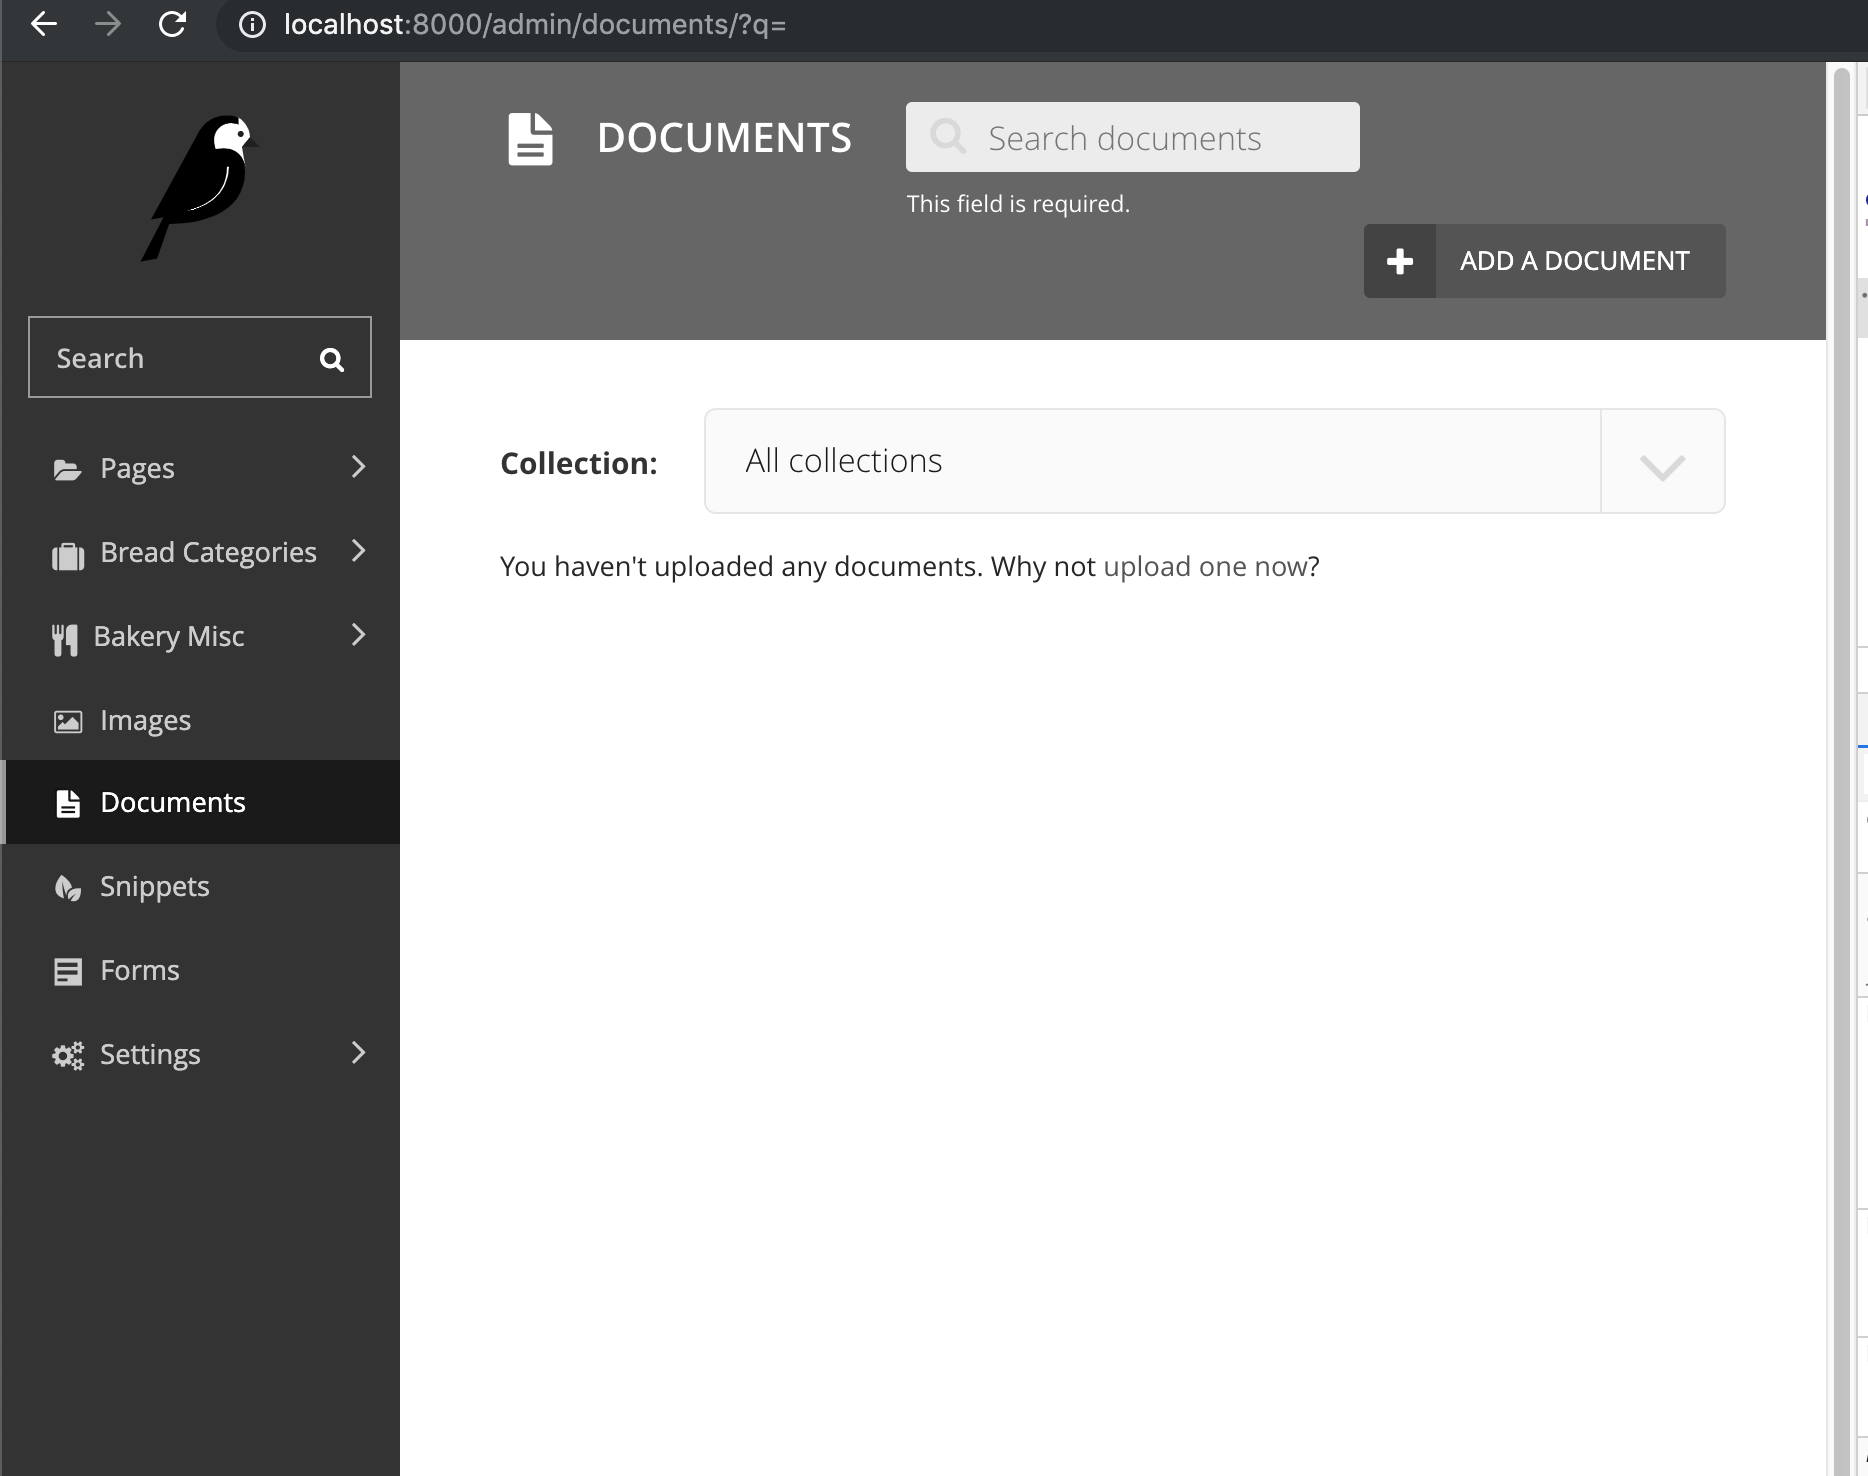 localhost:8000/admin/documents/?q=
DOCUMENTS
Search documents
This field is required.
ADD A DOCUMENT
Search
Pages
Bread Categories
Bakery Misc
Images
Documents
Snippets
Forms
Settings
Collection:
All collections
You haven't uploaded any documents. Why not upload one now?